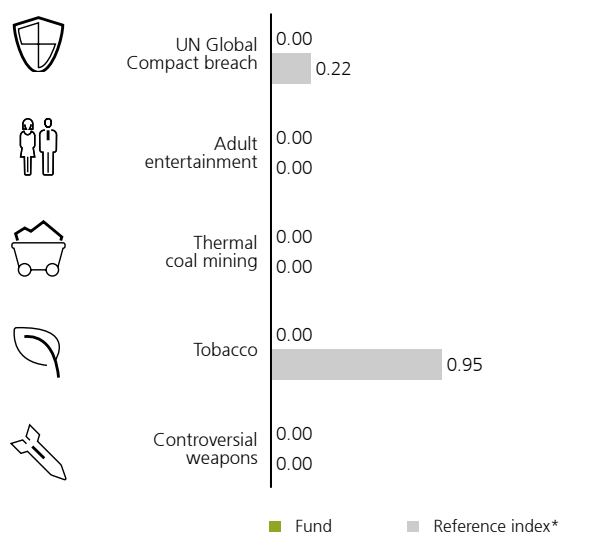 UN Global
Compact breach
0.00
0.22
Adult
entertainment
0.00
0.00
Thermal
coal mining
0.00
0.00
Tobacco
0.00
0.95
Controversial
weapons
0.00
0.00
Fund
Reference index*